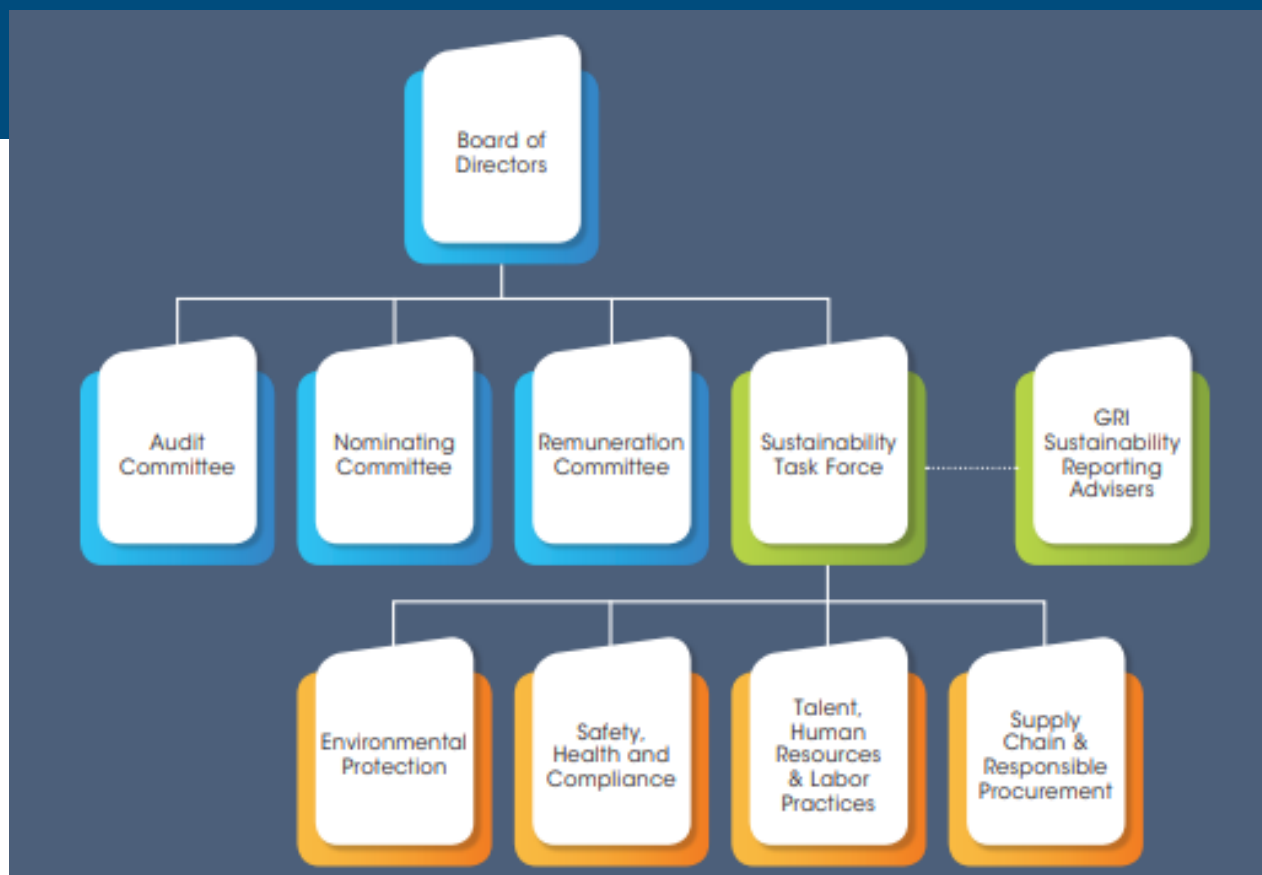 Board of
Directors
Audit
Committee
Nominating
Committee
Remuneration
Committee
Sustainability
Task Force
GRI
Sustainability
Reporting
Advisers
Environmental
Protection
Safety,
Health and
Compliance
Talent,
Human
Resources
& Labor
Practices
Supply
Chain &
Responsible
Procurement